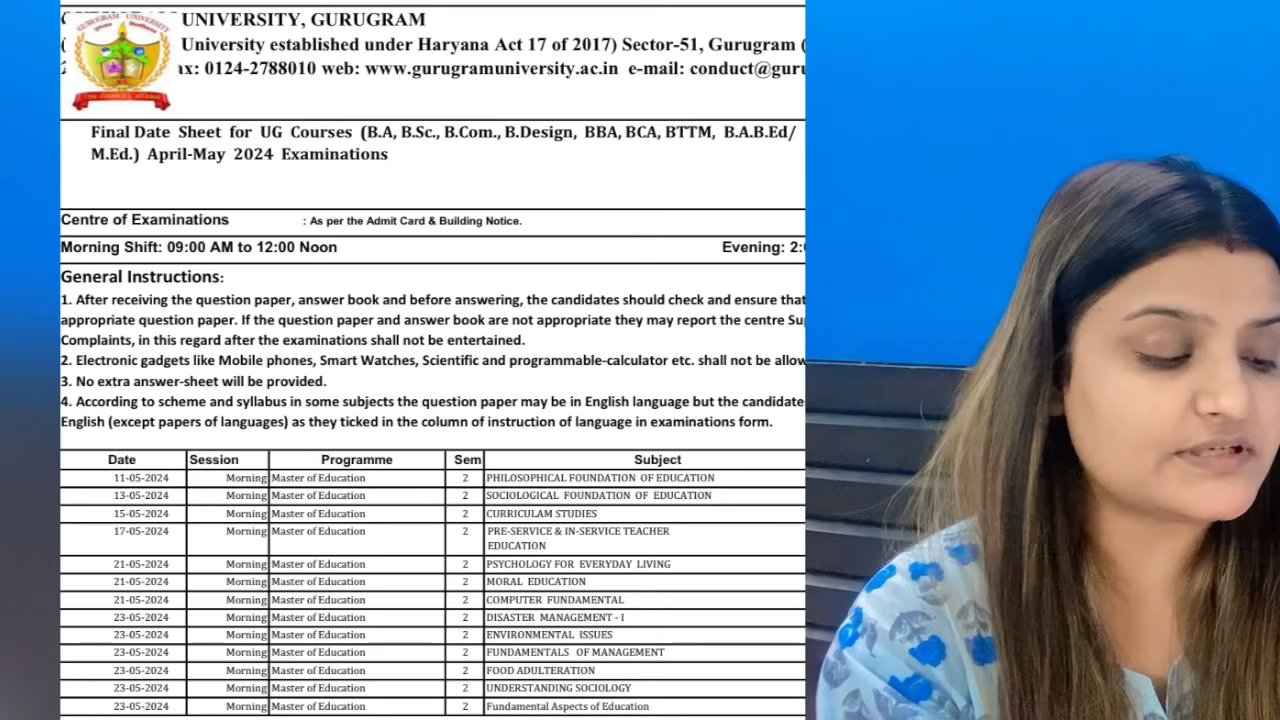 UNIVERSITY, GURUGRAM
University established under Haryana Act 17 of 2017) Sector-51, Gurugram (
ax: 0124-2788010 web: www.gurugramuniversity.ac.in e-mail: conduct@guru
GURUGRAM UNIVERSITY
Final Date Sheet for UG Courses (B.A, B.Sc., B.Com., B.Design, BBA, BCA, BTTM, B.A.B.Ed/
M.Ed.) April-May 2024 Examinations
Centre of Examinations : As per the Admit Card & Building Notice.
Morning Shift: 09:00 AM to 12:00 Noon Evening: 2:
General Instructions:
1. After receiving the question paper, answer book and before answering, the candidates should check and ensure that
appropriate question paper. If the question paper and answer book are not appropriate they may report the centre Su
Complaints, in this regard after the examinations shall not be entertained.
2. Electronic gadgets like Mobile phones, Smart Watches, Scientific and programmable-calculator etc. shall not be allow
3. No extra answer-sheet will be provided.
4. According to scheme and syllabus in some subjects the question paper may be in English language but the candidate
English (except papers of languages) as they ticked in the column of instruction of language in examinations form.
Date Session Programme Sem Subject
11-05-2024 Morning Master of Education 2 PHILOSOPHICAL FOUNDATION OF EDUCATION
13-05-2024 Morning Master of Education 2 SOCIOLOGICAL FOUNDATION OF EDUCATION
15-05-2024 Morning Master of Education 2 CURRICULAM STUDIES
17-05-2024 Morning Master of Education 2 PRE-SERVICE & IN-SERVICE TEACHER
EDUCATION
21-05-2024 Morning Master of Education 2 PSYCHOLOGY FOR EVERYDAY LIVING
21-05-2024 Morning Master of Education 2 MORAL EDUCATION
21-05-2024 Morning Master of Education 2 COMPUTER FUNDAMENTAL
23-05-2024 Morning Master of Education 2 DISASTER MANAGEMENT - I
23-05-2024 Morning Master of Education 2 ENVIRONMENTAL ISSUES
23-05-2024 Morning Master of Education 2 FUNDAMENTALS OF MANAGEMENT
23-05-2024 Morning Master of Education 2 FOOD ADULTERATION
23-05-2024 Morning Master of Education 2 UNDERSTANDING SOCIOLOGY
23-05-2024 Morning Master of Education 2 Fundamental Aspects of Education